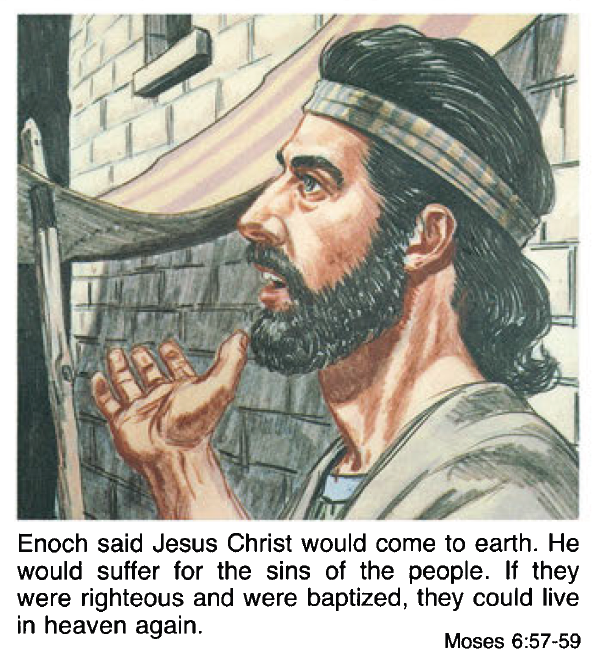 Enoch said Jesus Christ would come to earth. He
would suffer for the sins of the people. If they
were righteous and were baptized, they could live
in heaven again.
Moses 6:57-59